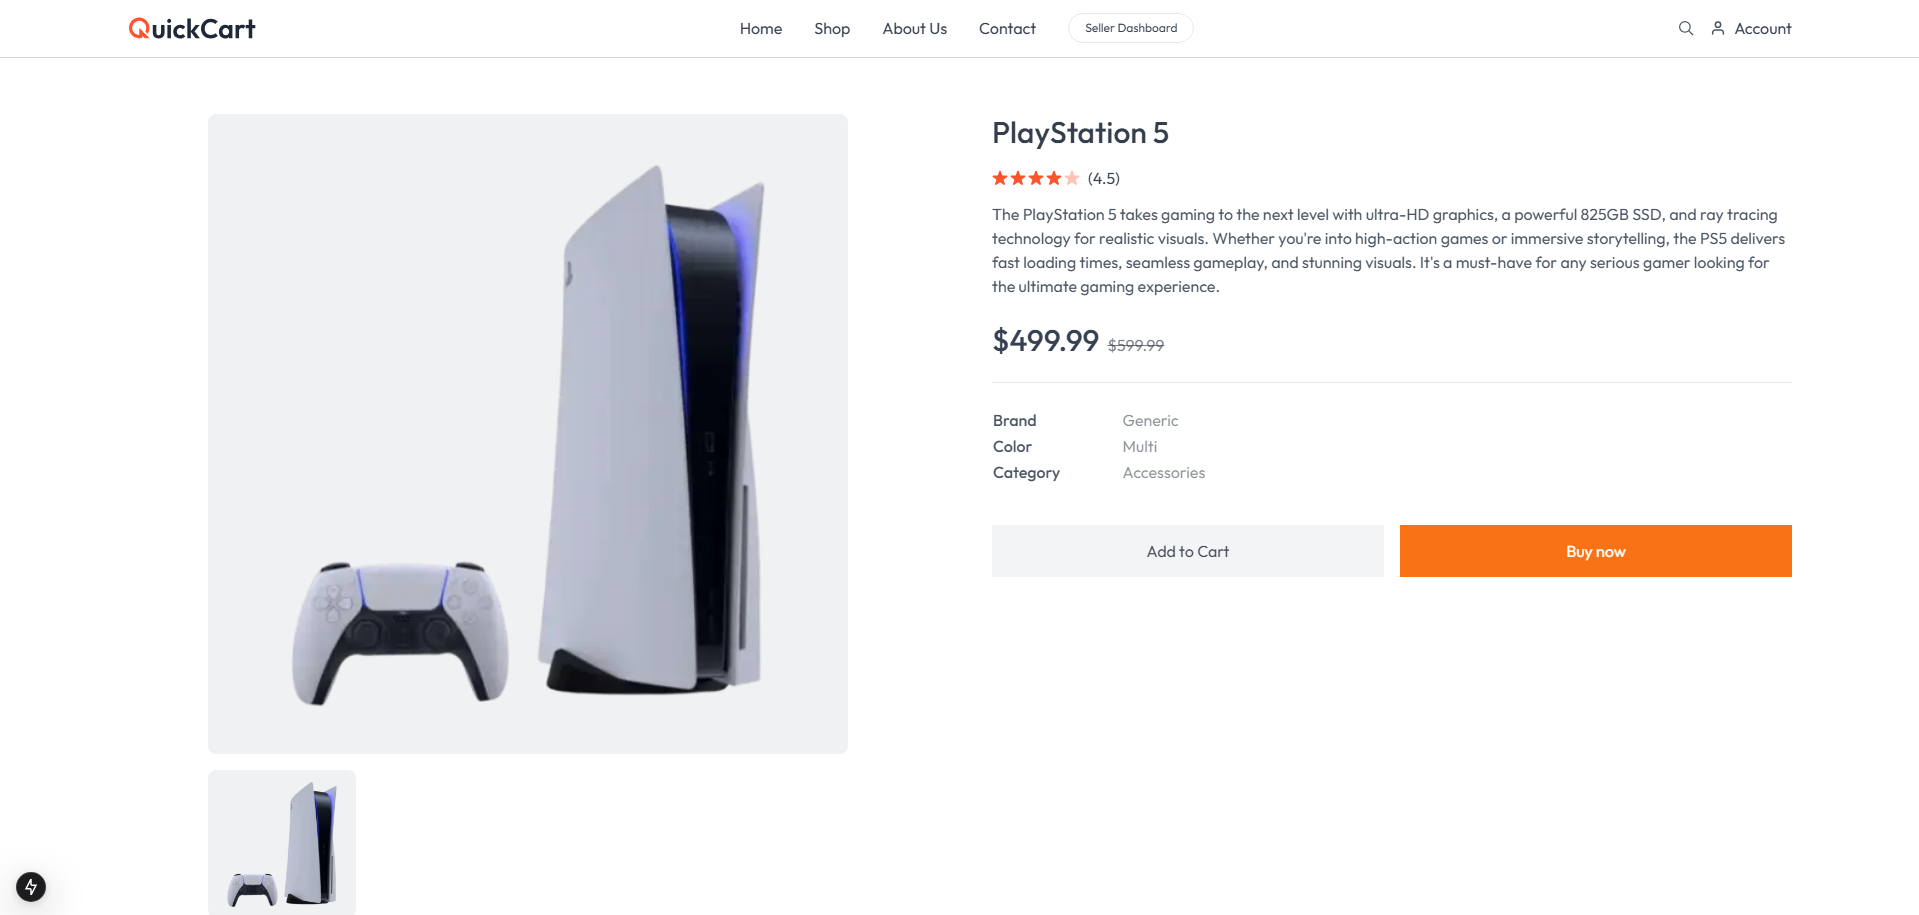 QuickCart
Home
Shop
About Us
Contact
Seller Dashboard
Account
PlayStation 5
(4.5)
The PlayStation 5 takes gaming to the next level with ultra-HD graphics, a powerful 825GB SSD, and ray tracing
technology for realistic visuals. Whether you're into high-action games or immersive storytelling, the PS5 delivers
fast loading times, seamless gameplay, and stunning visuals. It's a must-have for any serious gamer looking for
the ultimate gaming experience.
$499.99 $599.99
Brand Generic
Color Multi
Category Accessories
Add to Cart
Buy now